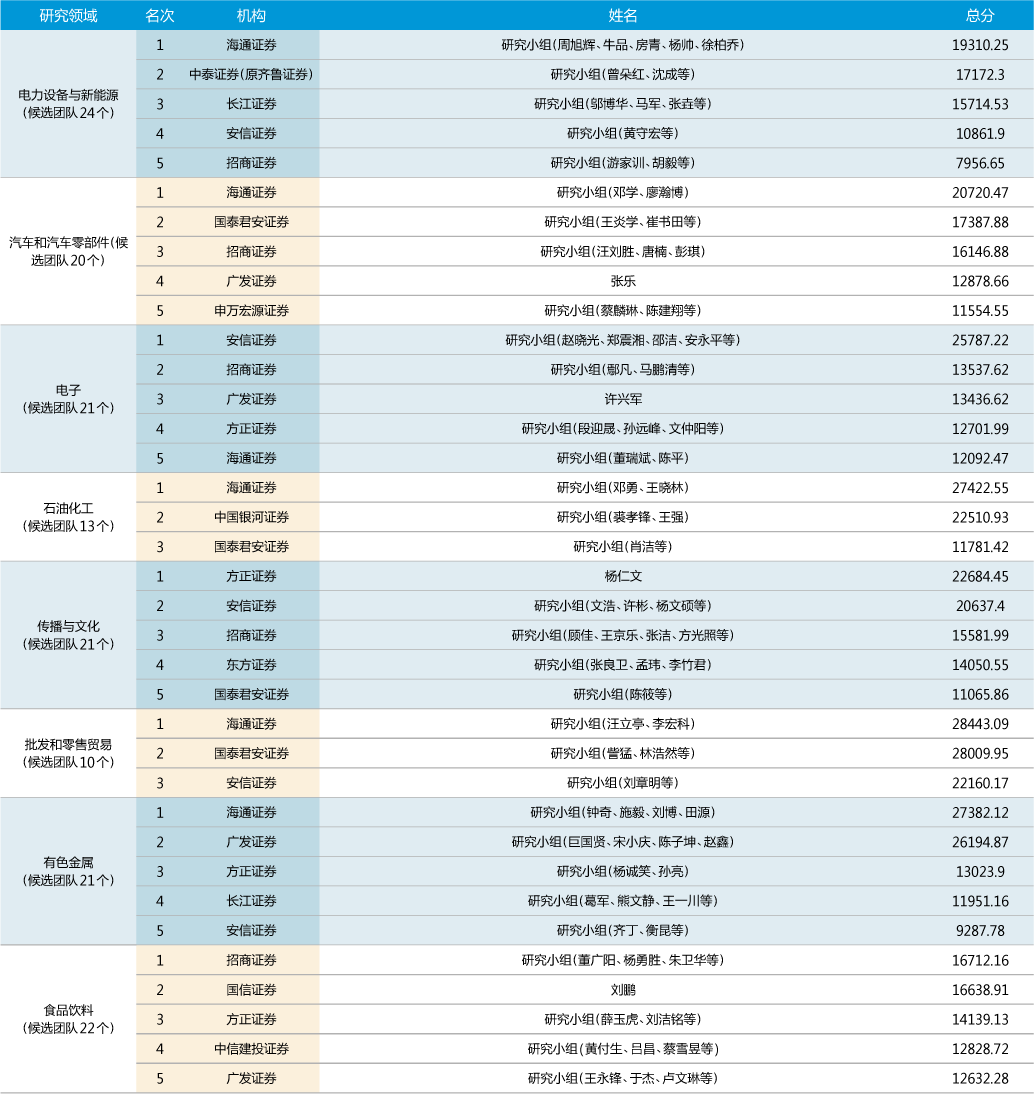 研究领域 名次 机构 姓名 总分
电力设备与新能源
(候选团队24个)
1 海通证券 研究小组(周旭辉、牛品、房青、杨帅、徐柏乔) 19310.25
2 中泰证券(原齐鲁证券) 研究小组(曾朵红、沈成等) 17172.3
3 长江证券 研究小组(邬博华、马军、张垚等) 15714.53
4 安信证券 研究小组(黄守宏等) 10861.9
5 招商证券 研究小组(游家训、胡毅等) 7956.65
汽车和汽车零部件(候
选团队20个)
1 海通证券 研究小组(邓学、廖瀚博) 20720.47
2 国泰君安证券 研究小组(王炎学、崔书田等) 17387.88
3 招商证券 研究小组(汪刘胜、唐楠、彭琪) 16146.88
4 广发证券 张乐 12878.66
5 申万宏源证券 研究小组(蔡麟琳、陈建翔等) 11554.55
电子
(候选团队21个)
1 安信证券 研究小组(赵晓光、郑震湘、邵洁、安永平等) 25787.22
2 招商证券 研究小组(鄢凡、马鹏清等) 13537.62
3 广发证券 许兴军 13436.62
4 方正证券 研究小组(段迎晟、孙远峰、文仲阳等) 12701.99
5 海通证券 研究小组(董瑞斌、陈平) 12092.47
石油化工
(候选团队13个)
1 海通证券 研究小组(邓勇、王晓林) 27422.55
2 中国银河证券 研究小组(裘孝锋、王强) 22510.93
3 国泰君安证券 研究小组(肖洁等) 11781.42
传播与文化
(候选团队21个)
1 方正证券 杨仁文 22684.45
2 安信证券 研究小组(文浩、许彬、杨文硕等) 20637.4
3 招商证券 研究小组(顾佳、王京乐、张洁、方光照等) 15581.99
4 东方证券 研究小组(张良卫、孟玮、李竹君) 14050.55
5 国泰君安证券 研究小组(陈筱等) 11065.86
批发和零售贸易
(候选团队10个)
1 海通证券 研究小组(汪立亭、李宏科) 28443.09
2 国泰君安证券 研究小组(訾猛、林浩然等) 28009.95
3 安信证券 研究小组(刘章明等) 22160.17
有色金属
(候选团队21个)
1 海通证券 研究小组(钟奇、施毅、刘博、田源) 27382.12
2 广发证券 研究小组(巨国贤、宋小庆、陈子坤、赵鑫) 26194.87
3 方正证券 研究小组(杨诚笑、孙亮) 13023.9
4 长江证券 研究小组(葛军、熊文静、王一川等) 11951.16
5 安信证券 研究小组(齐丁、衡昆等) 9287.78
食品饮料
(候选团队22个)
1 招商证券 研究小组(董广阳、杨勇胜、朱卫华等) 16712.16
2 国信证券 刘鹏 16638.91
3 方正证券 研究小组(薛玉虎、刘洁铭等) 14139.13
4 中信建投证券 研究小组(黄付生、吕昌、蔡雪昱等) 12828.72
5 广发证券 研究小组(王永锋、于杰、卢文琳等) 12632.28